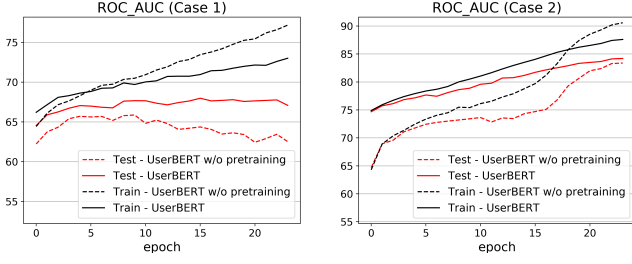 ROC_AUC (Case 1)
75
70
65
60
55
Test - UserBERT w/o pretraining
Test - UserBERT
Train - UserBERT w/o pretraining
Train - UserBERT
0 5 10 15 20
epoch
ROC_AUC (Case 2)
90
85
80
75
70
65
60
55
Test - UserBERT w/o pretraining
Test - UserBERT
Train - UserBERT w/o pretraining
Train - UserBERT
0 5 10 15 20
epoch